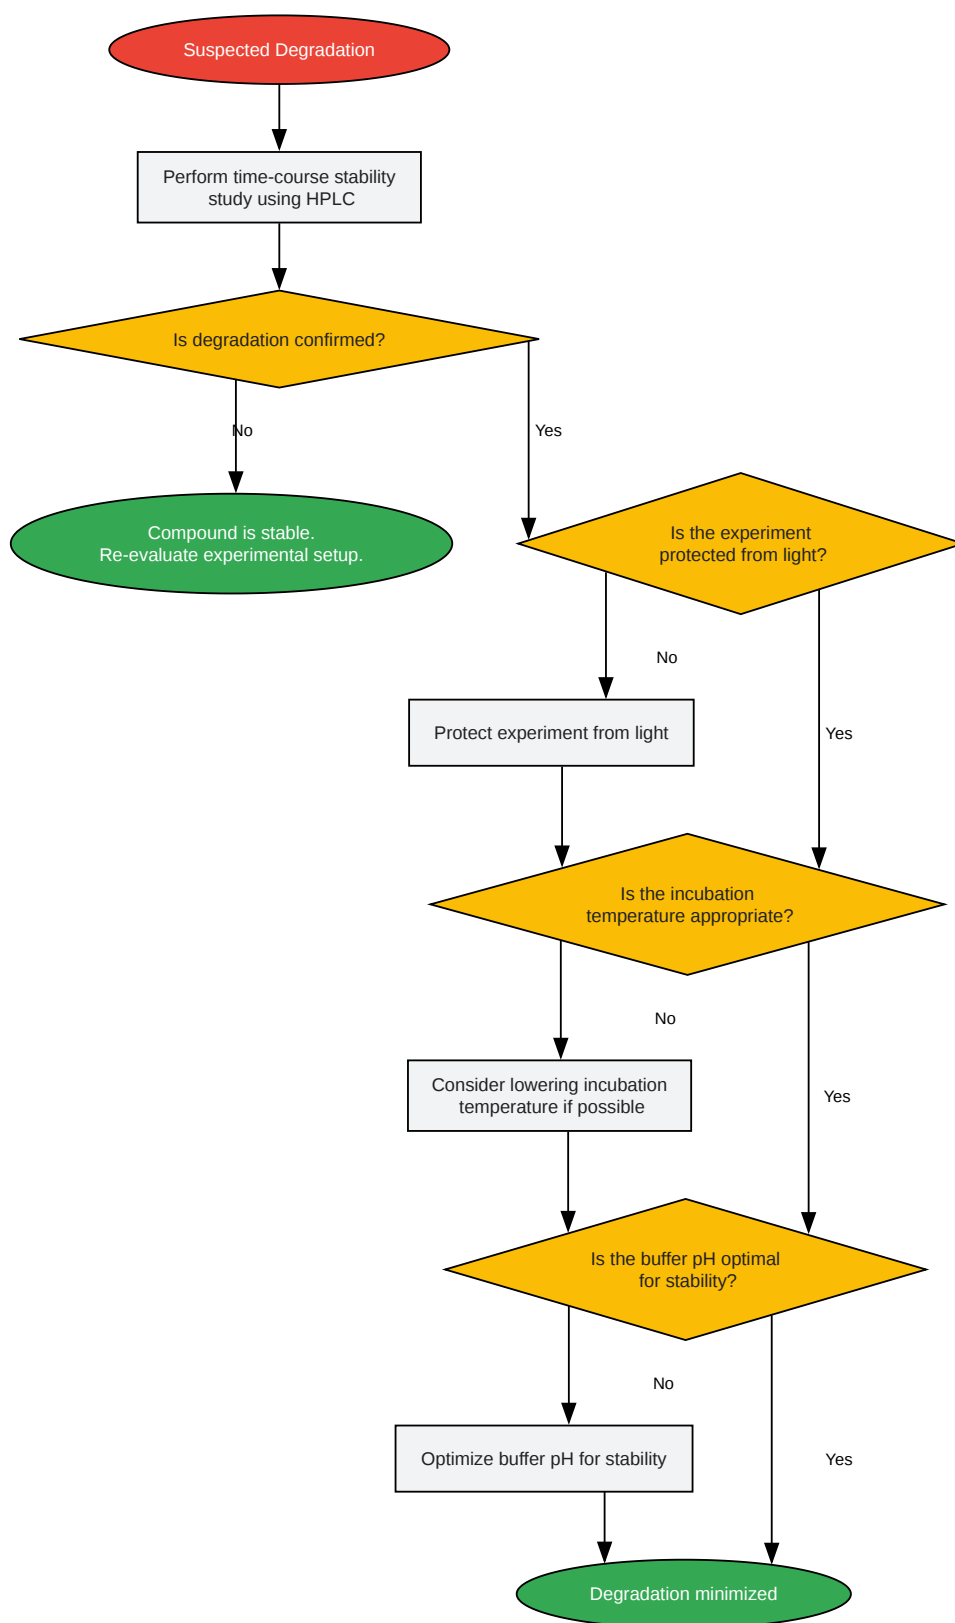 Suspected Degradation
Perform time-course stability
study using HPLC
Is degradation confirmed?
No
Yes
Compound is stable.
Re-evaluate experimental setup.
Is the experiment
protected from light?
No
Protect experiment from light
Yes
Is the incubation
temperature appropriate?
No
Consider lowering incubation
temperature if possible
Yes
Is the buffer pH optimal
for stability?
No
Optimize buffer pH for stability
Yes
Degradation minimized